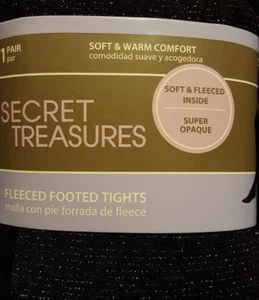 1 PAIR
par
SOFT & WARM COMFORT
comodidad suave y acogedora
SOFT & FLEECED
INSIDE
SUPER
OPAQUE
SECRET
TREASURES
FLEECED FOOTED TIGHTS
malla con pie forrada de fleece